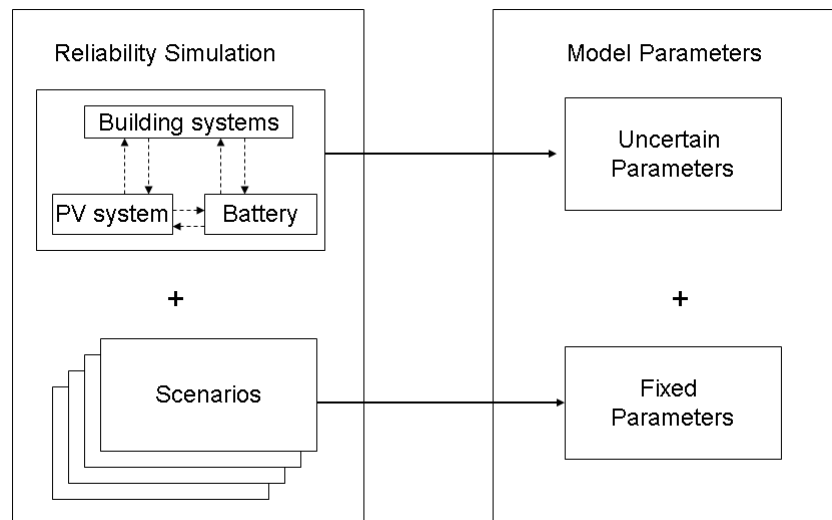 Reliability Simulation
Building systems
PV system
Battery
+
Scenarios
Model Parameters
Uncertain
Parameters
+
Fixed
Parameters